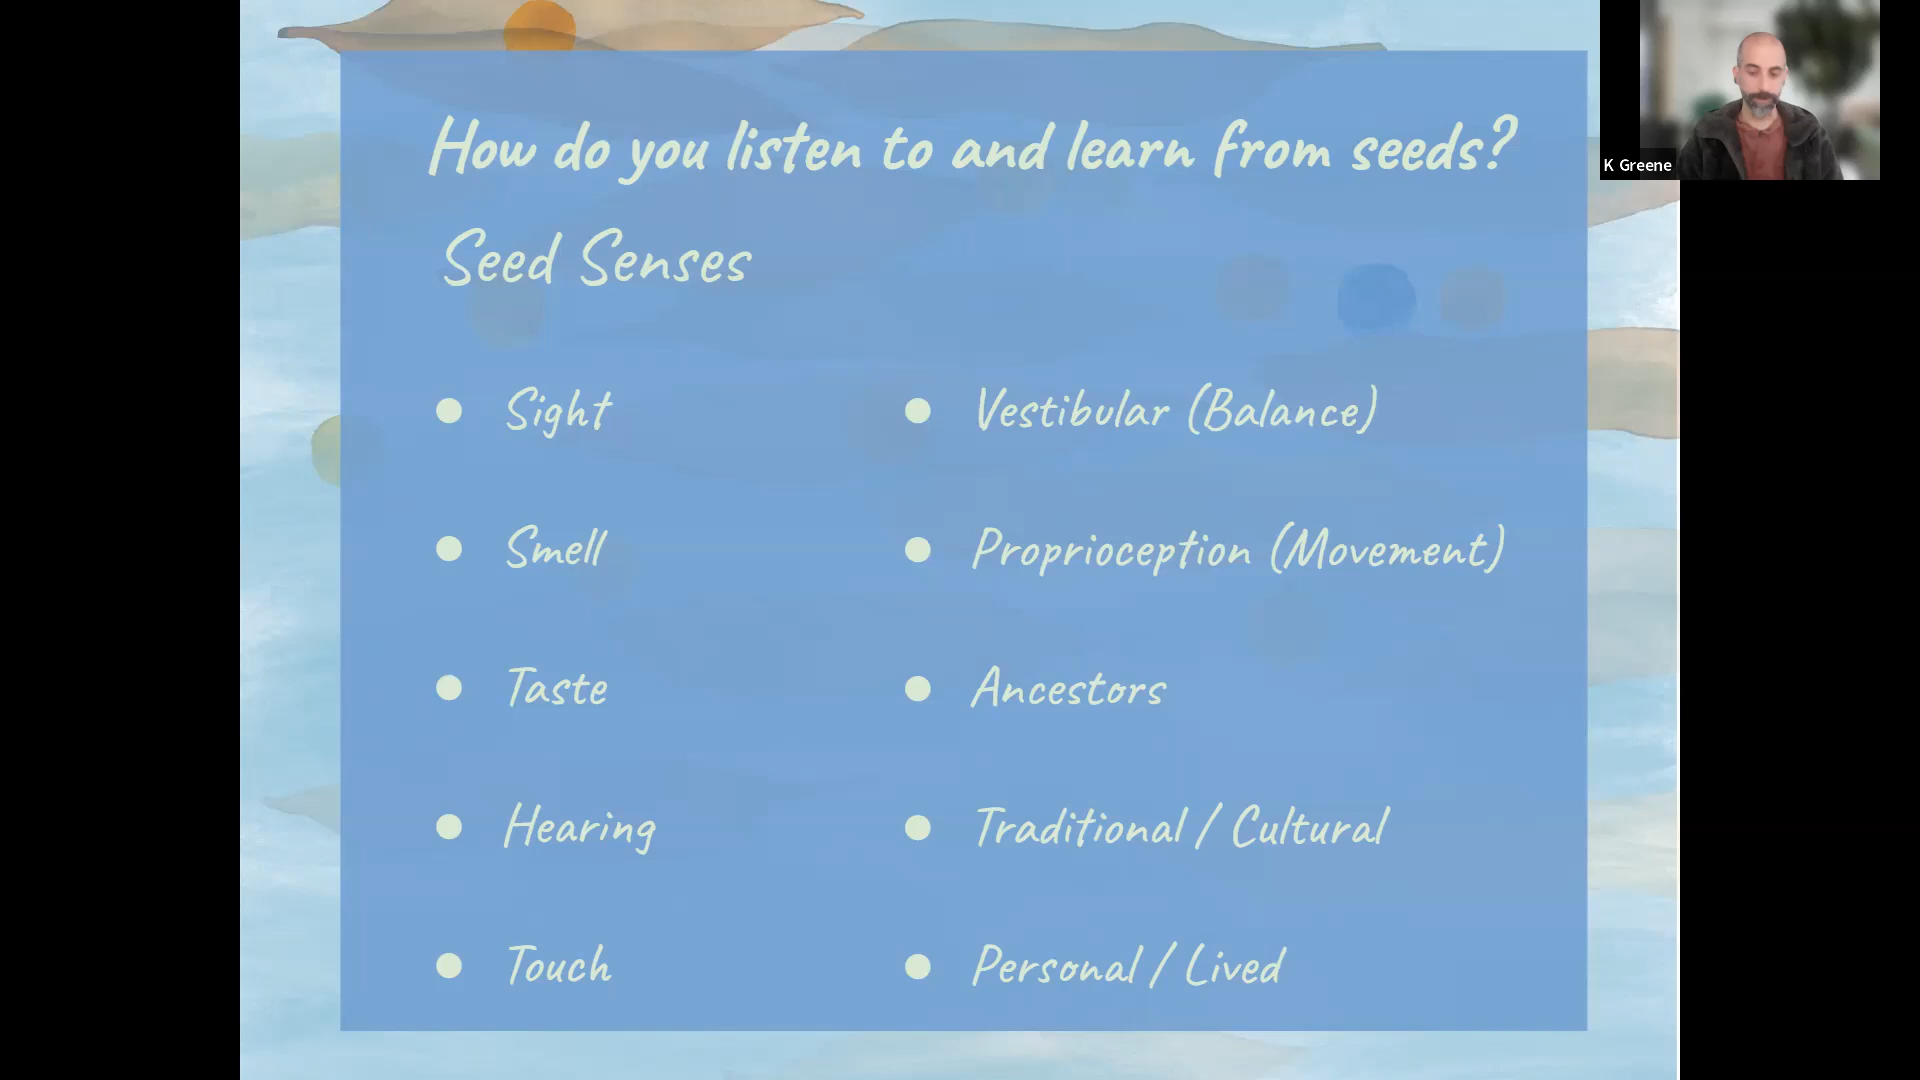 How do you listen to and learn from seeds?
Seed Senses
● Sight
● Smell
● Taste
● Hearing
● Touch
● Vestibular (Balance)
● Proprioception (Movement)
● Ancestors
● Traditional / Cultural
● Personal / Lived
K Greene